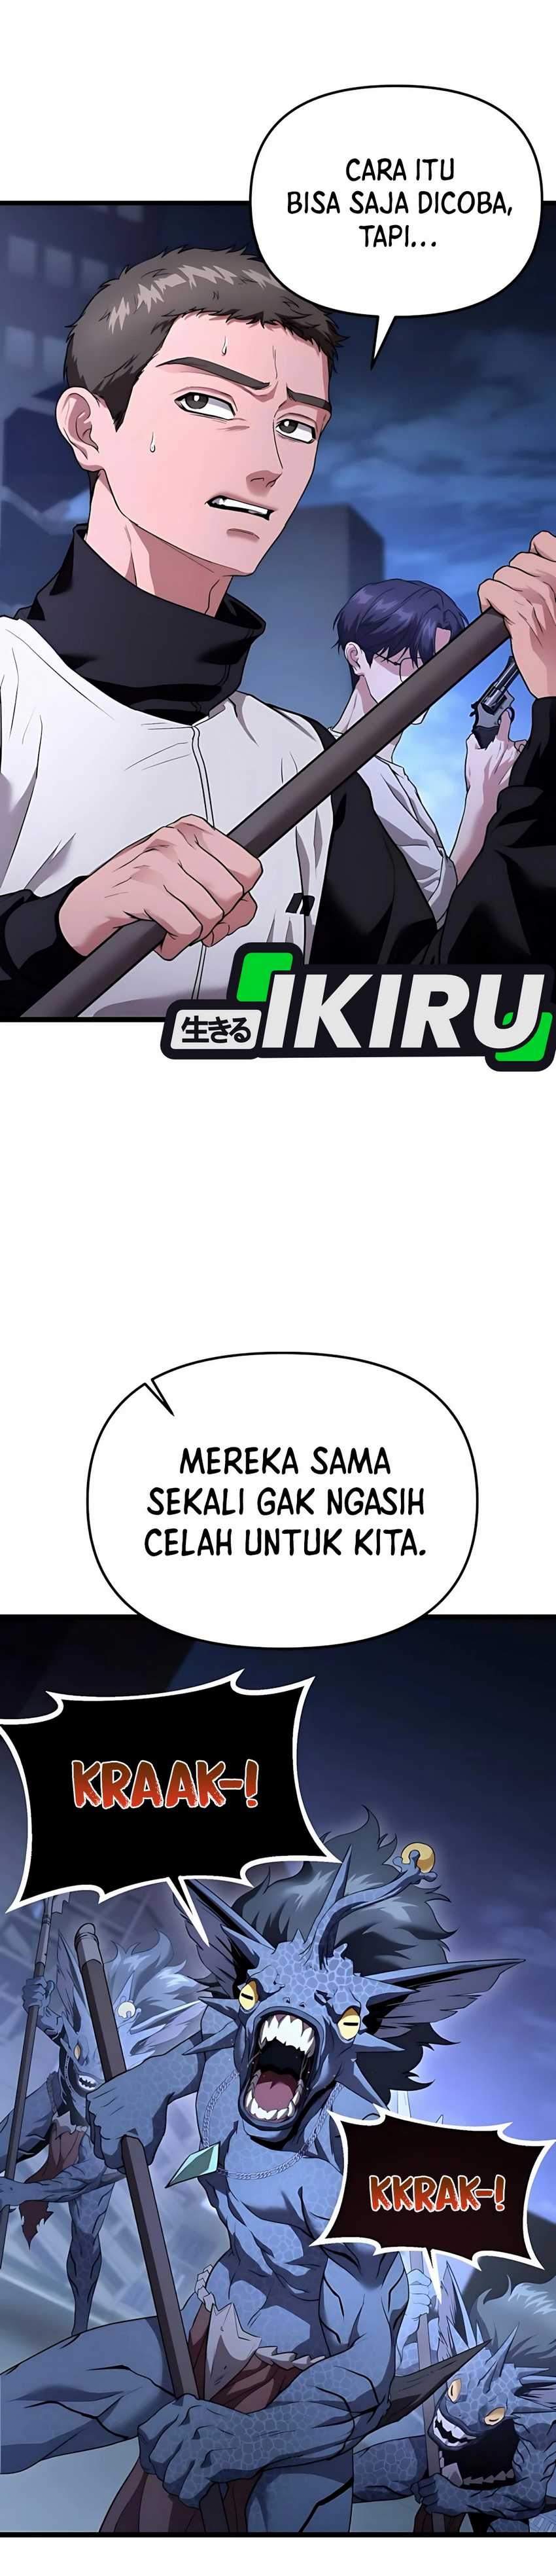 CARA ITU
BISA SAJA DICOBA,
TAPI...
生きる
IKIRU
MEREKA SAMA
SEKALI GAK NGASIH
CELAH UNTUK KITA.
KRAAK-!
KKRAK-!